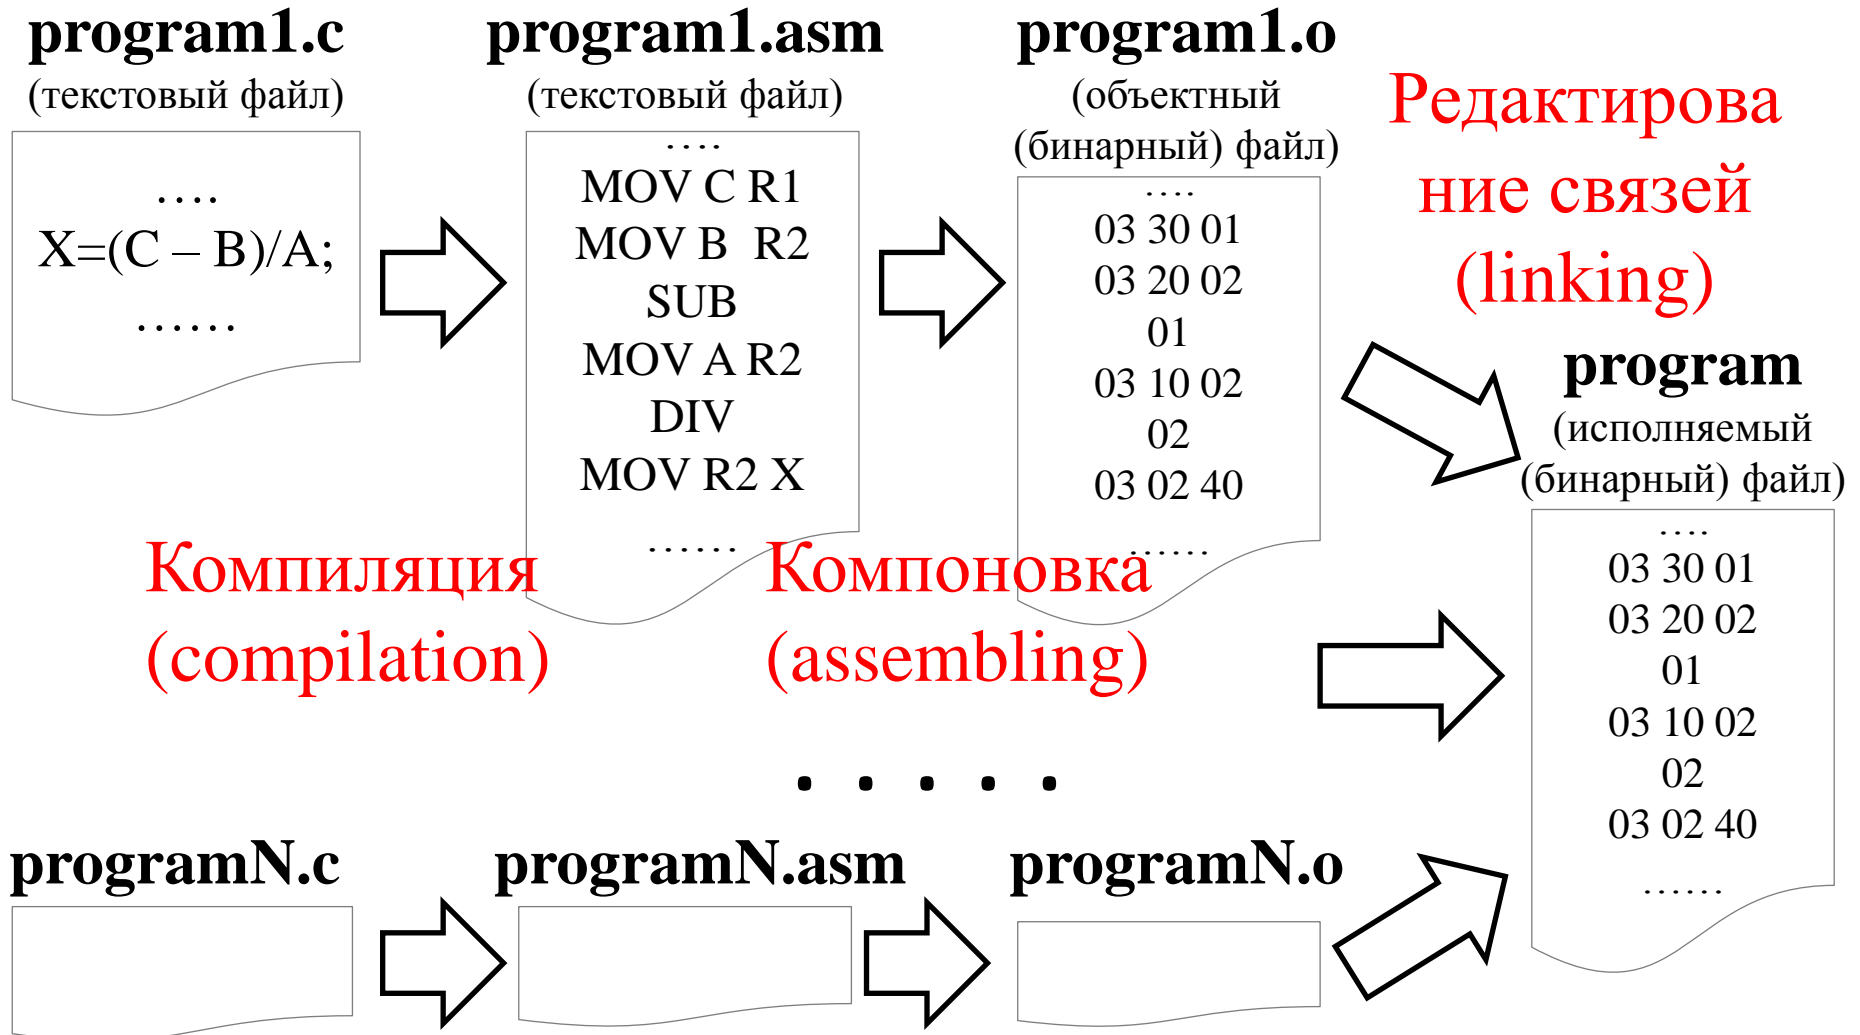 program1.c
(текстовый файл)
….
X=(C – B)/A;
……
program1.asm
(текстовый файл)
….
MOV C R1
MOV B R2
SUB
MOV A R2
DIV
MOV R2 X
……
program1.o
(объектный
(бинарный) файл)
….
03 30 01
03 20 02
01
03 10 02
02
03 02 40
……
Редактирова
ние связей
(linking)
Компиляция
(compilation)
Компоновка
(assembling)
program
(исполняемый
(бинарный) файл)
….
03 30 01
03 20 02
01
03 10 02
02
03 02 40
……
. . . . .
programN.c
programN.asm
programN.o